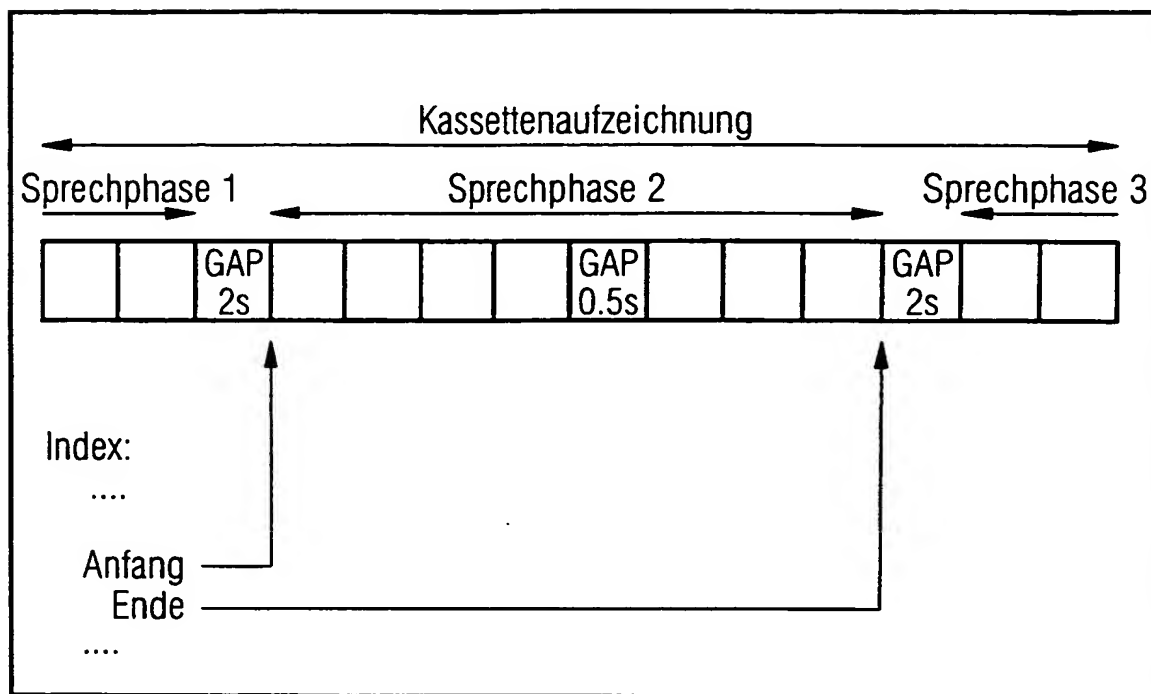 Kassettenaufzeichnung
Sprechphase 1 Sprechphase 2 Sprechphase 3
GAP GAP GAP
2s 0.5s 2s
Index:
....
Anfang
Ende
....